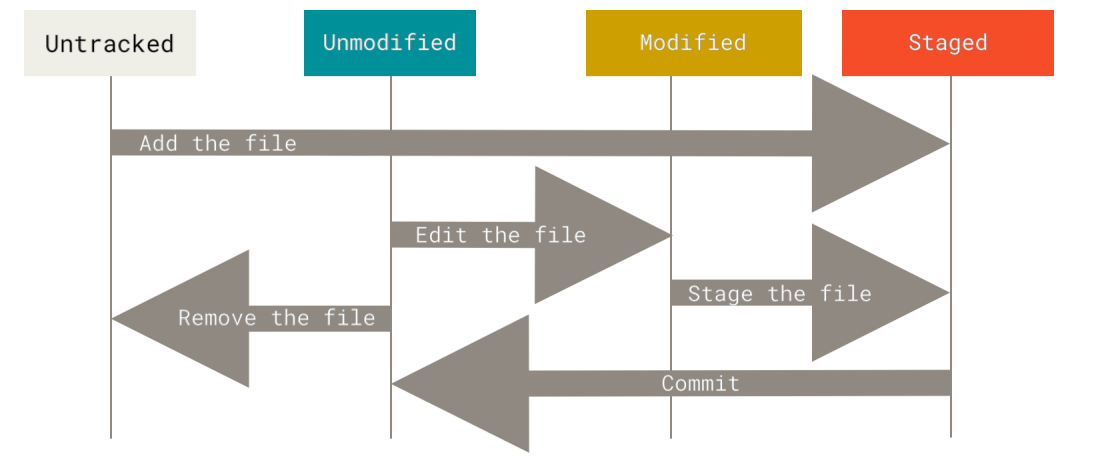 Untracked
Unmodified
Modified
Staged
Add the file
Edit the file
Stage the file
Remove the file
Commit